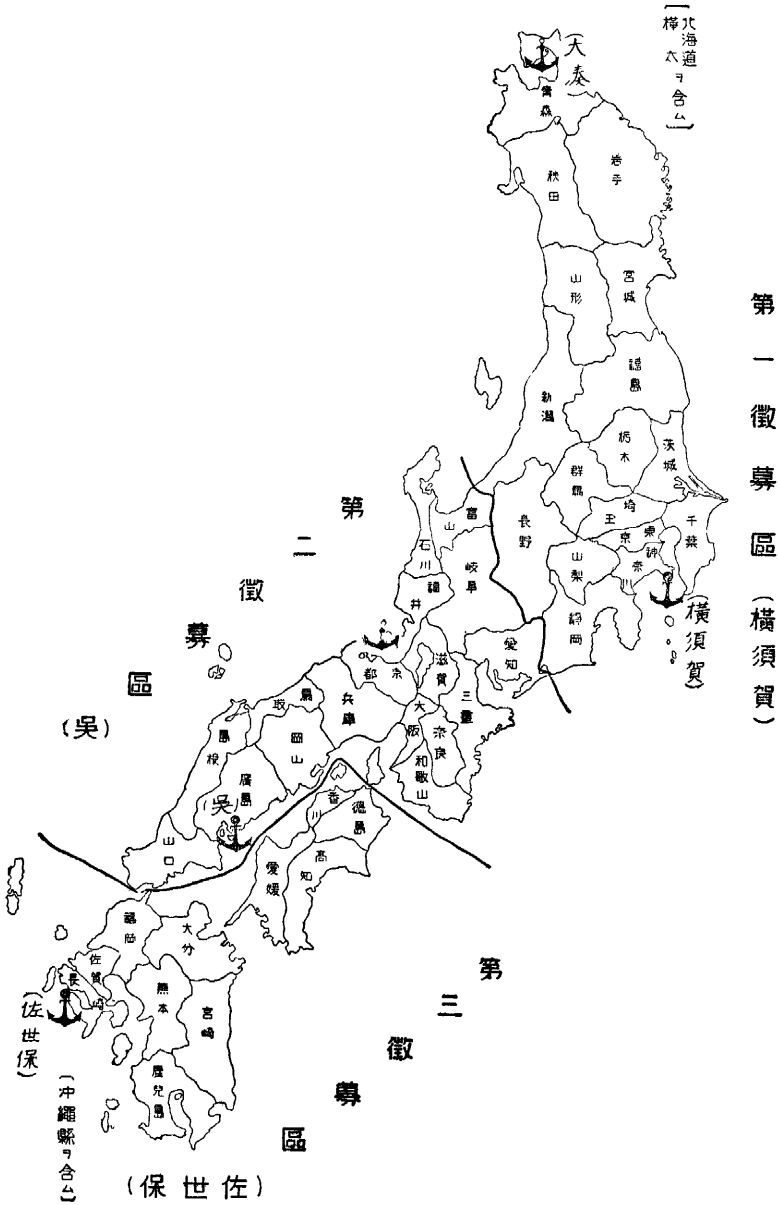 北海道
樺太ヲ含ム
(大奏)
青森
岩手
秋田
宮城
山形
福島
新潟
栃木
茨城
群馬
埼玉
千葉
東京
神奈川
長野
山梨
静岡
(横須賀)
第一徴募區(横須賀)
富山
石川
岐阜
福井
愛知
滋賀
京都
三重
大阪
奈良
和歌山
兵庫
鳥取
岡山
島根
廣島
(呉)
山口
第二徴募區
(呉)
香川
徳島
愛媛
高知
福岡
大分
佐賀
長崎
熊本
宮崎
鹿兒島
(佐世保)
(沖縄縣ヲ含ム)
第三徴募區
(佐世保)